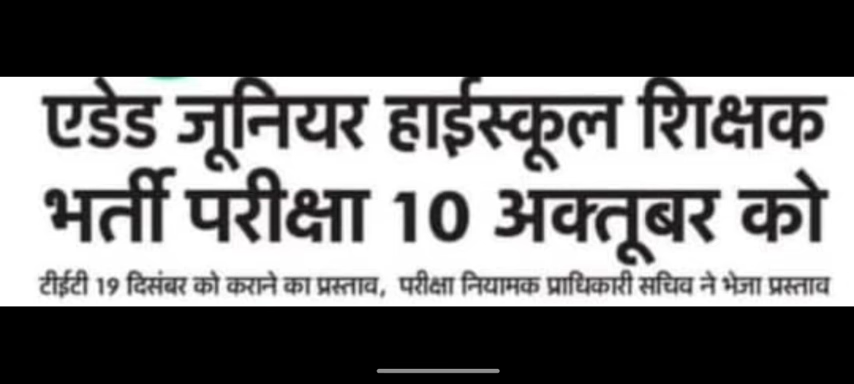 एडेड जूनियर हाईस्कूल शिक्षक
भर्ती परीक्षा 10 अक्तूबर को
टीईटी 19 दिसंबर को कराने का प्रस्ताव, परीक्षा नियामक प्राधिकारी सचिव ने भेजा प्रस्ताव